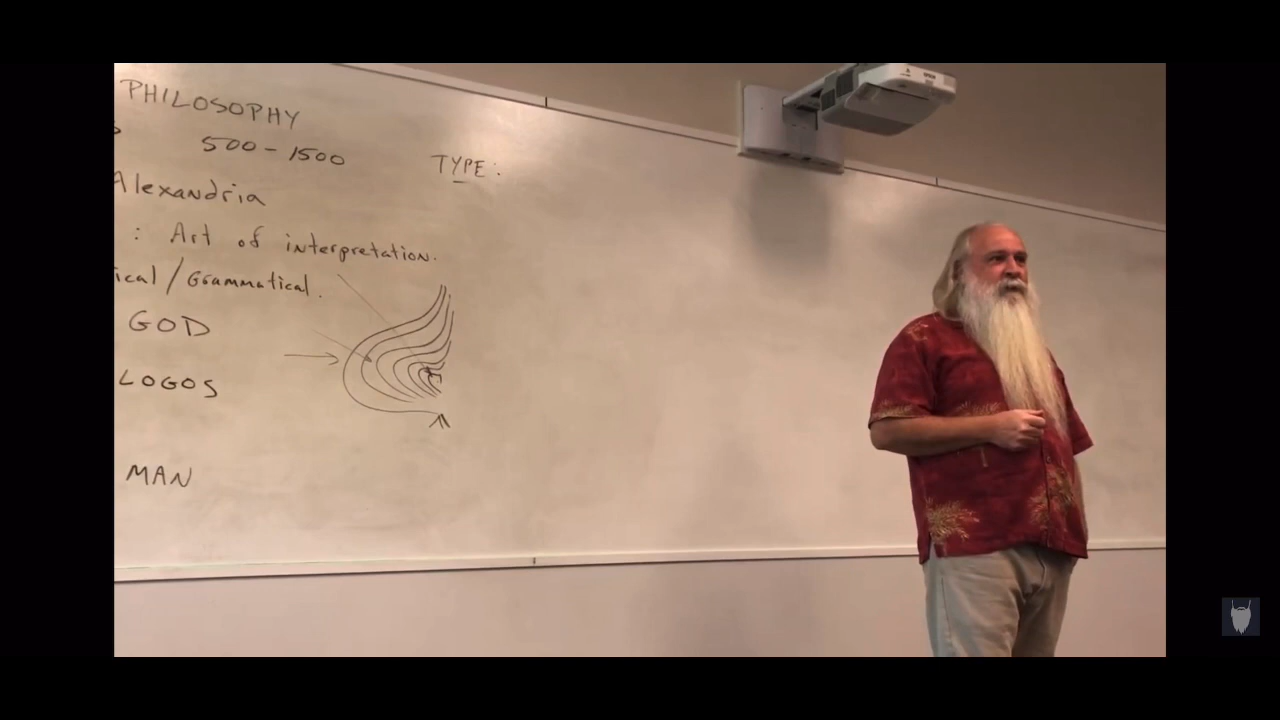 PHILOSOPHY
500-1500
TYPE:
Alexandria
: Art of interpretation.
ical/Grammatical.
GOD
LOGOS
MAN